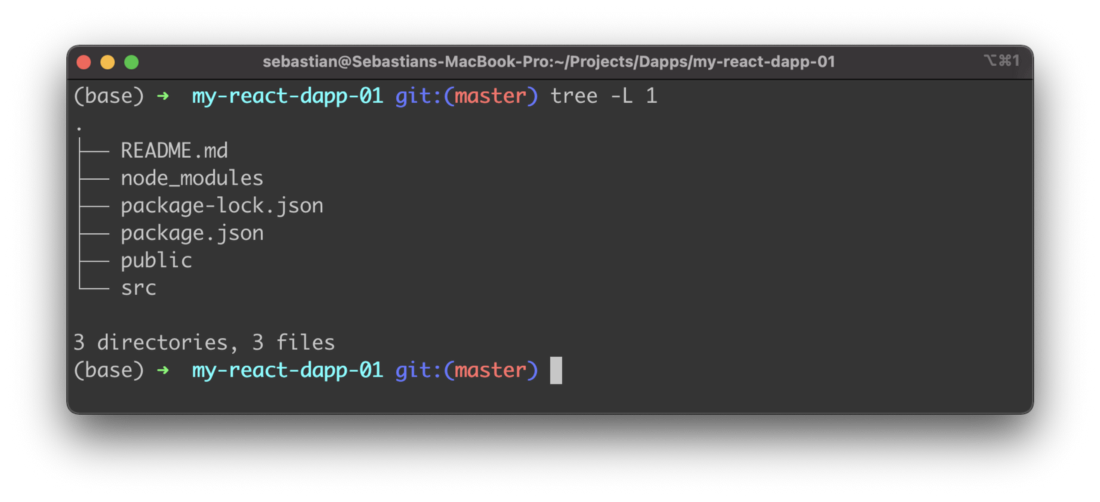 sebastian@Sebastians-MacBook-Pro:~/Projects/Dapps/my-react-dapp-01 ⌥⌘1
(base) ➜  my-react-dapp-01 git:(master) tree -L 1
.
├── README.md
├── node_modules
├── package-lock.json
├── package.json
├── public
└── src
3 directories, 3 files
(base) ➜  my-react-dapp-01 git:(master)